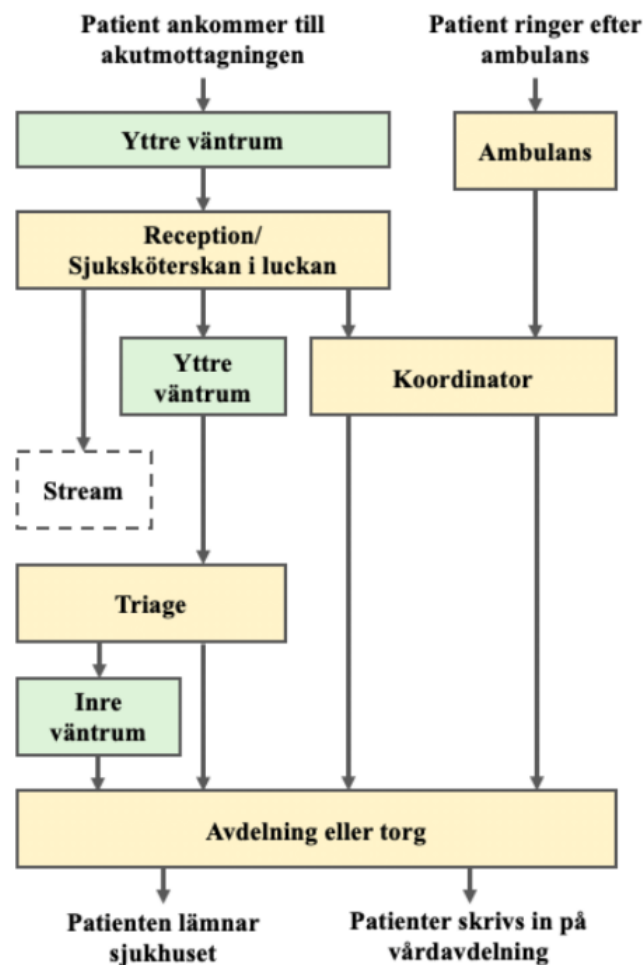 Patient ankommer till
akutmottagningen
Patient ringer efter
ambulans
Yttre väntrum
Ambulans
Reception/
Sjuksköterskan i luckan
Yttre
väntrum
Koordinator
Stream
Triage
Inre
väntrum
Avdelning eller torg
Patienten lämnar
sjukhuset
Patienter skrivs in på
vårdavdelning